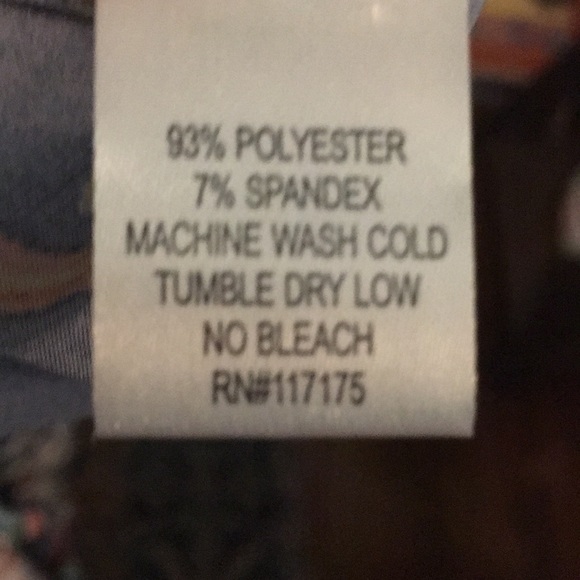 93% POLYESTER
7% SPANDEX
MACHINE WASH COLD
TUMBLE DRY LOW
NO BLEACH
RN#117175